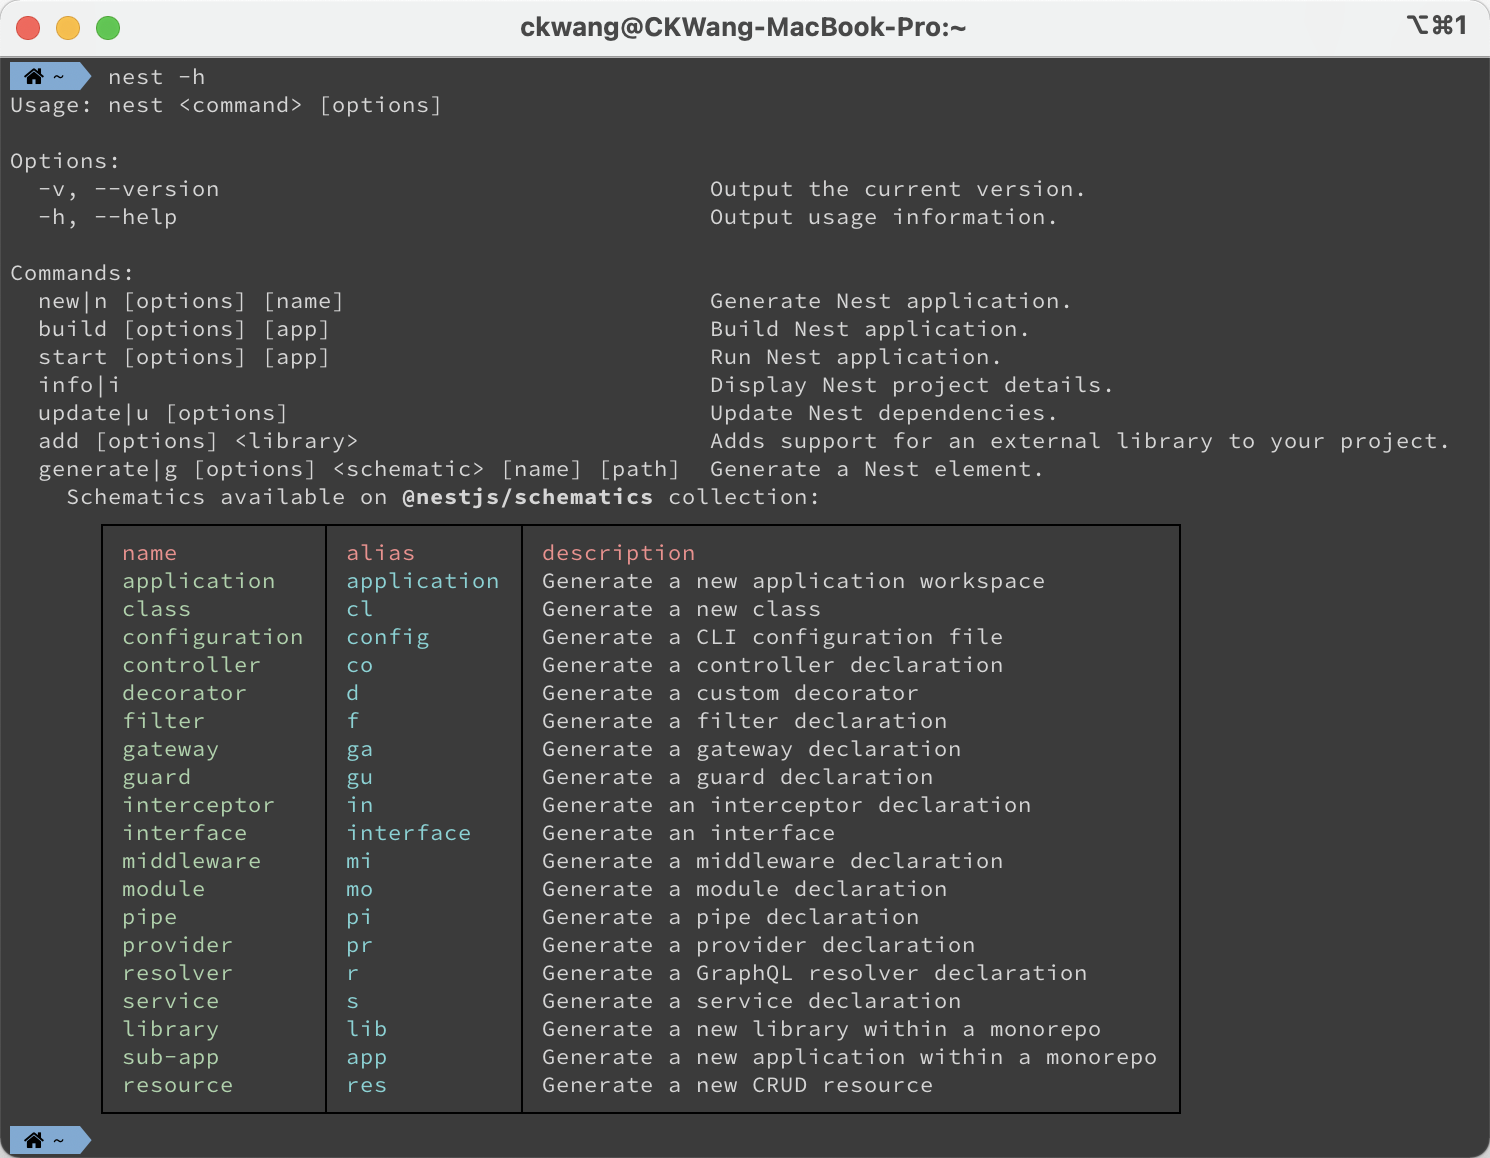 ckwang@CKWang-MacBook-Pro:~
⌥⌘1
~ nest -h
Usage: nest <command> [options]
Options:
-v, --version Output the current version.
-h, --help Output usage information.
Commands:
new|n [options] [name] Generate Nest application.
build [options] [app] Build Nest application.
start [options] [app] Run Nest application.
info|i Display Nest project details.
update|u [options] Update Nest dependencies.
add [options] <library> Adds support for an external library to your project.
generate|g [options] <schematic> [name] [path] Generate a Nest element.
Schematics available on @nestjs/schematics collection:
name alias description
application application Generate a new application workspace
class cl Generate a new class
configuration config Generate a CLI configuration file
controller co Generate a controller declaration
decorator d Generate a custom decorator
filter f Generate a filter declaration
gateway ga Generate a gateway declaration
guard gu Generate a guard declaration
interceptor in Generate an interceptor declaration
interface interface Generate an interface
middleware mi Generate a middleware declaration
module mo Generate a module declaration
pipe pi Generate a pipe declaration
provider pr Generate a provider declaration
resolver r Generate a GraphQL resolver declaration
service s Generate a service declaration
library lib Generate a new library within a monorepo
sub-app app Generate a new application within a monorepo
resource res Generate a new CRUD resource
~